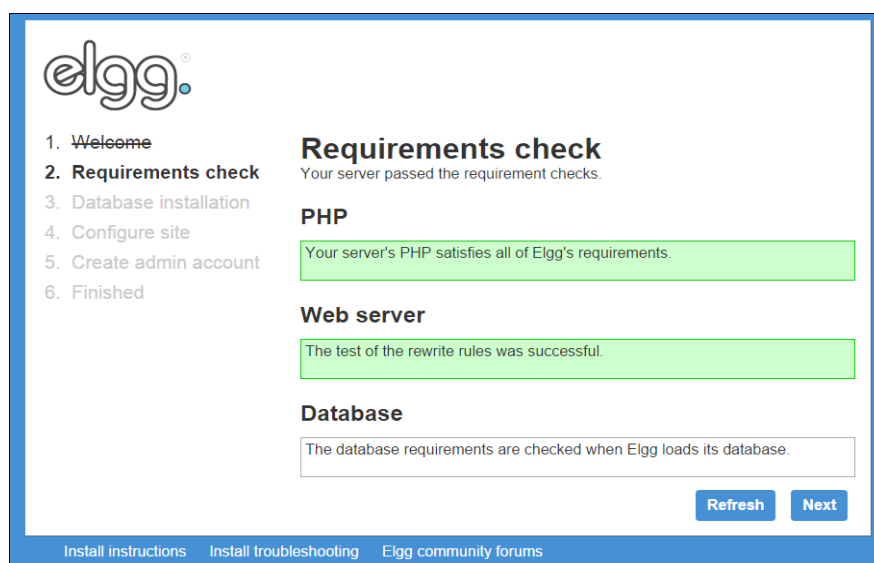 elgg.®
1. Welcome
2. Requirements check
3. Database installation
4. Configure site
5. Create admin account
6. Finished
Requirements check
Your server passed the requirement checks.
PHP
Your server's PHP satisfies all of Elgg's requirements.
Web server
The test of the rewrite rules was successful.
Database
The database requirements are checked when Elgg loads its database.
Refresh Next
Install instructions Install troubleshooting Elgg community forums